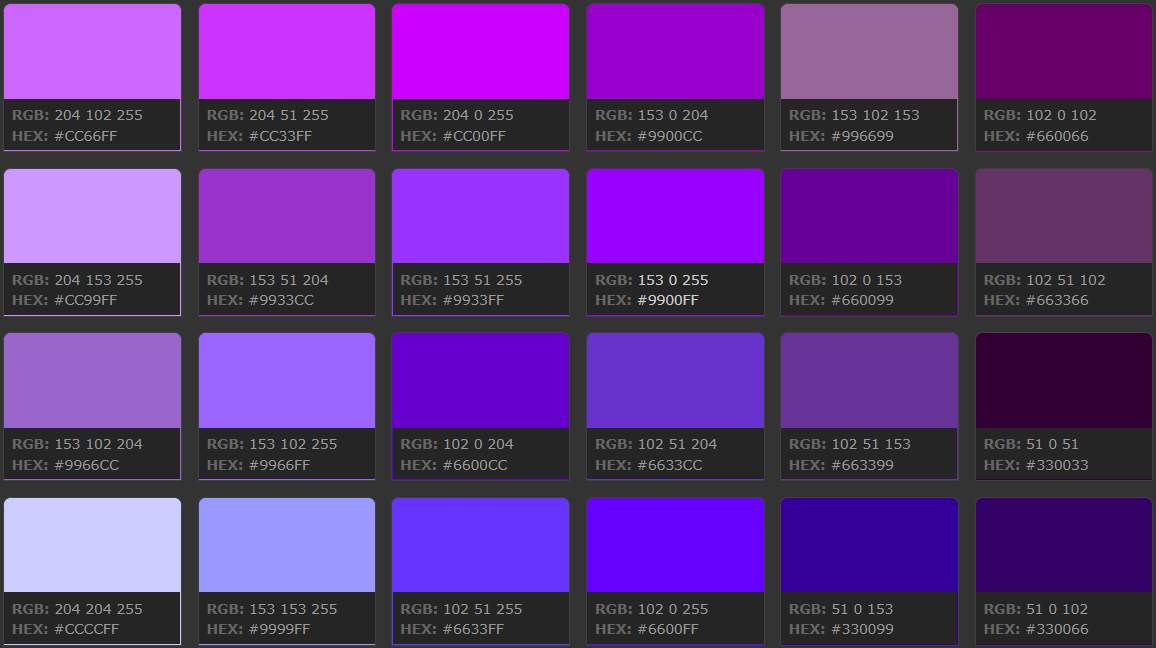 RGB: 204 102 255
HEX: #CC66FF
RGB: 204 51 255
HEX: #CC33FF
RGB: 204 0 255
HEX: #CC00FF
RGB: 153 0 204
HEX: #9900CC
RGB: 153 102 153
HEX: #996699
RGB: 102 0 102
HEX: #660066
RGB: 204 153 255
HEX: #CC99FF
RGB: 153 51 204
HEX: #9933CC
RGB: 153 51 255
HEX: #9933FF
RGB: 153 0 255
HEX: #9900FF
RGB: 102 0 153
HEX: #660099
RGB: 102 51 102
HEX: #663366
RGB: 153 102 204
HEX: #9966CC
RGB: 153 102 255
HEX: #9966FF
RGB: 102 0 204
HEX: #6600CC
RGB: 102 51 204
HEX: #6633CC
RGB: 102 51 153
HEX: #663399
RGB: 51 0 51
HEX: #330033
RGB: 204 204 255
HEX: #CCCCFF
RGB: 153 153 255
HEX: #9999FF
RGB: 102 51 255
HEX: #6633FF
RGB: 102 0 255
HEX: #6600FF
RGB: 51 0 153
HEX: #330099
RGB: 51 0 102
HEX: #330066